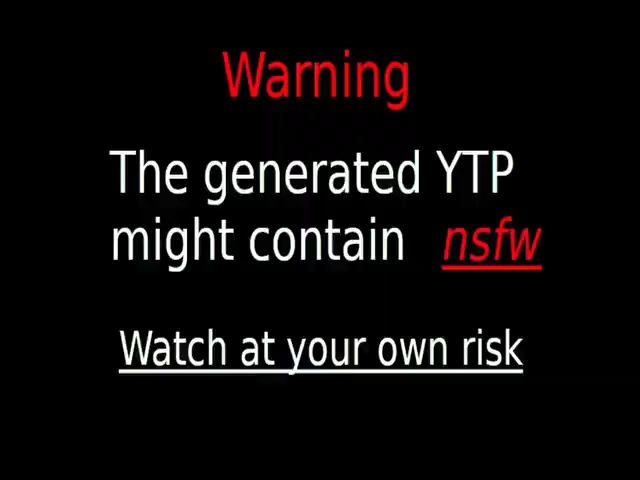 Warning
The generated YTP
might contain nsfw
Watch at your own risk